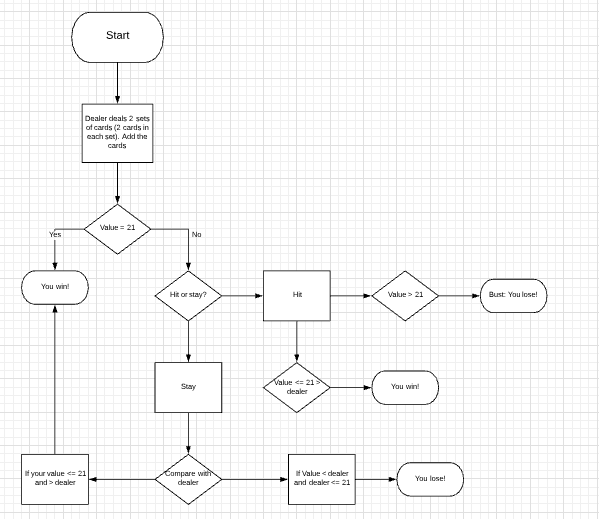 Start
Dealer deals 2 sets
of cards (2 cards in
each set). Add the
cards
Value = 21
Yes
No
You win!
Hit or stay?
Hit
Value > 21
Bust: You lose!
Stay
Value <= 21 >
dealer
You win!
If your value <= 21
and > dealer
Compare with
dealer
If Value < dealer
and dealer <= 21
You lose!